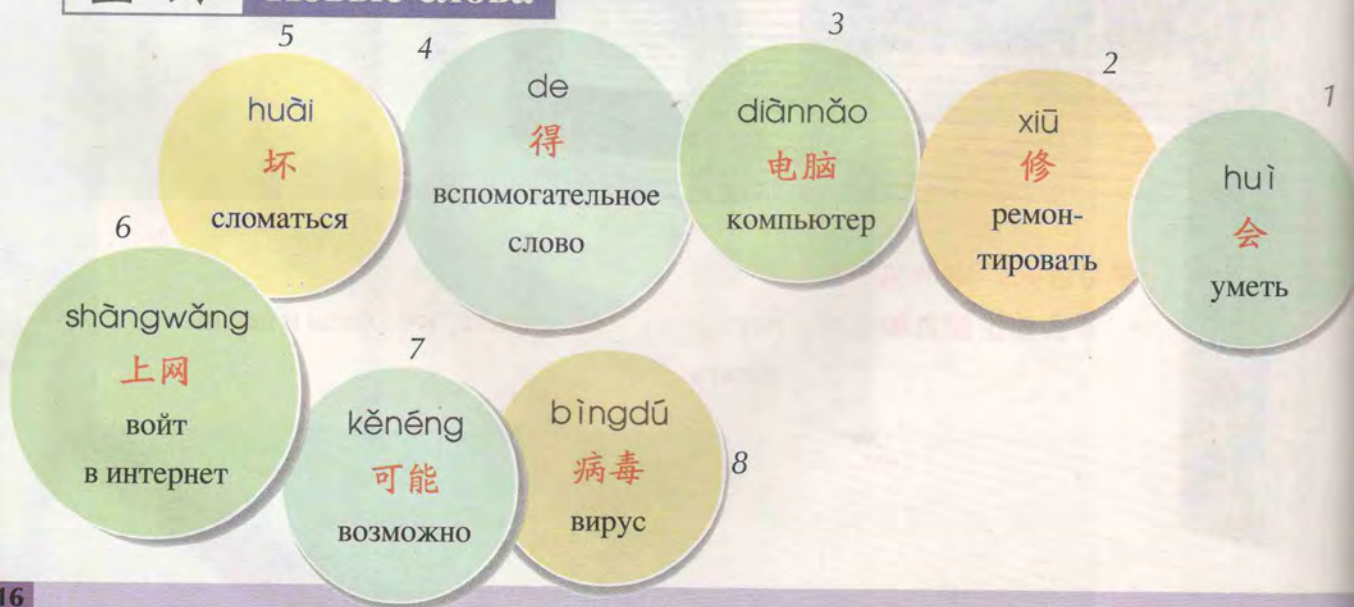 Новые слова
1
huì
会
уметь
2
xiū
修
ремон-
тировать
3
diànnǎo
电脑
компьютер
4
de
得
вспомогательное
слово
5
huài
坏
сломаться
6
shàngwǎng
上网
войт
в интернет
7
kěnéng
可能
возможно
8
bìngdú
病毒
вирус
16